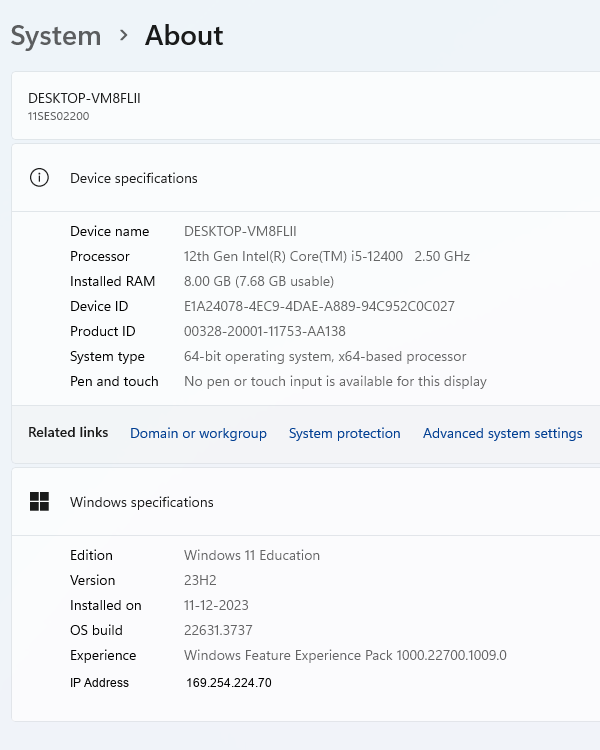 System > About
DESKTOP-VM8FLII
11SES02200
Device specifications
Device name DESKTOP-VM8FLII
Processor 12th Gen Intel(R) Core(TM) i5-12400 2.50 GHz
Installed RAM 8.00 GB (7.68 GB usable)
Device ID E1A24078-4EC9-4DAE-A889-94C952C0C027
Product ID 00328-20001-11753-AA138
System type 64-bit operating system, x64-based processor
Pen and touch No pen or touch input is available for this display
Related links Domain or workgroup System protection Advanced system settings
Windows specifications
Edition Windows 11 Education
Version 23H2
Installed on 11-12-2023
OS build 22631.3737
Experience Windows Feature Experience Pack 1000.22700.1009.0
IP Address 169.254.224.70